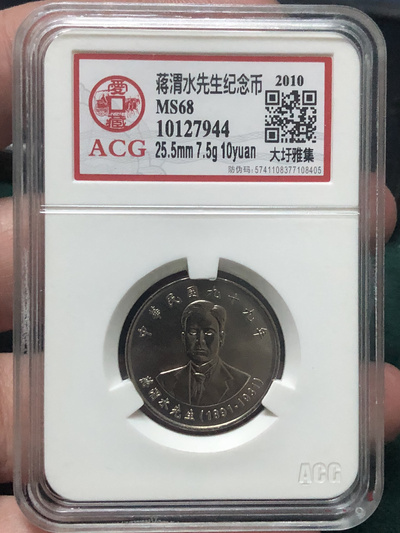 爱藏
ACG
蒋渭水先生纪念币
MS68
10127944
25.5mm 7.5g 10yuan
2010
大圩雅集
防伪码:5741108377108405
中華民國九十九年
蔣渭水先生(1891-1931)
ACG